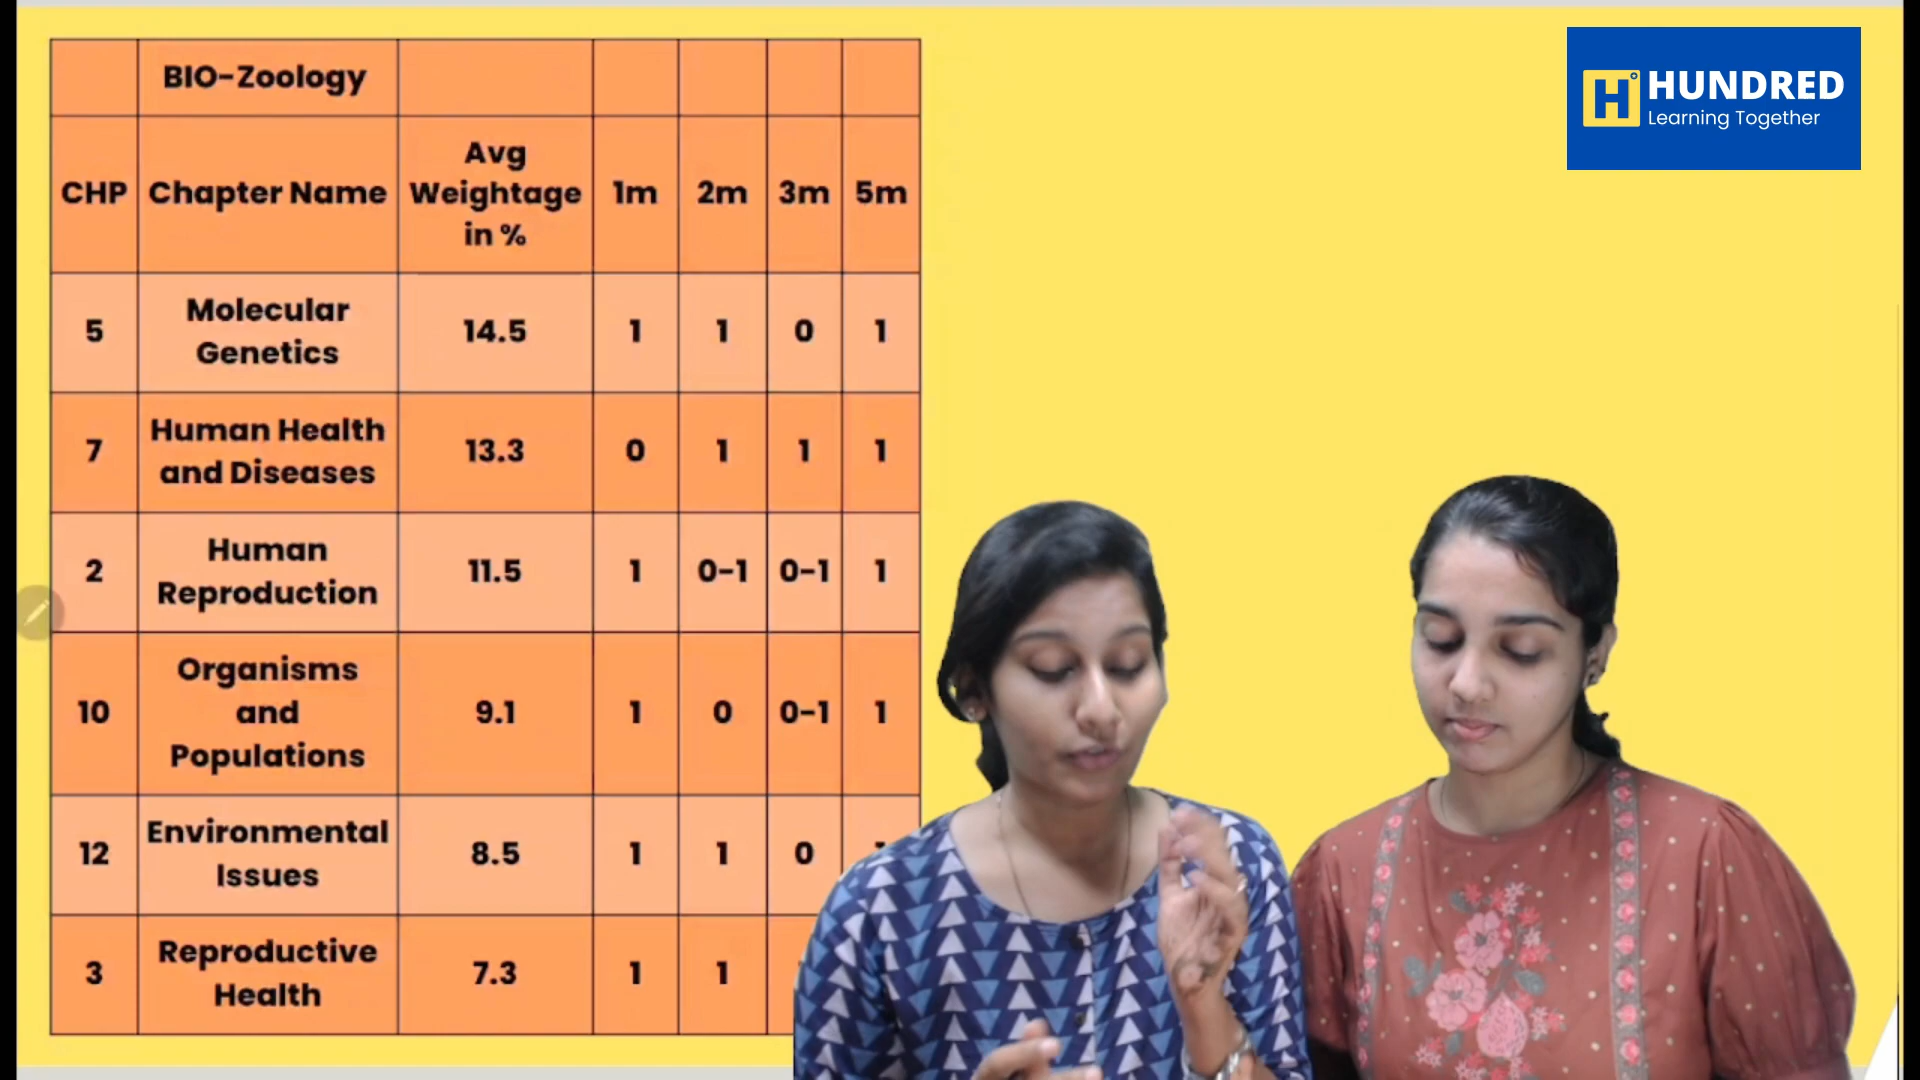 BIO-Zoology
CHP Chapter Name Avg Weightage in % 1m 2m 3m 5m
5 Molecular Genetics 14.5 1 1 0 1
7 Human Health and Diseases 13.3 0 1 1 1
2 Human Reproduction 11.5 1 0-1 0-1 1
10 Organisms and Populations 9.1 1 0 0-1 1
12 Environmental Issues 8.5 1 1 0
3 Reproductive Health 7.3 1 1
H HUNDRED
Learning Together